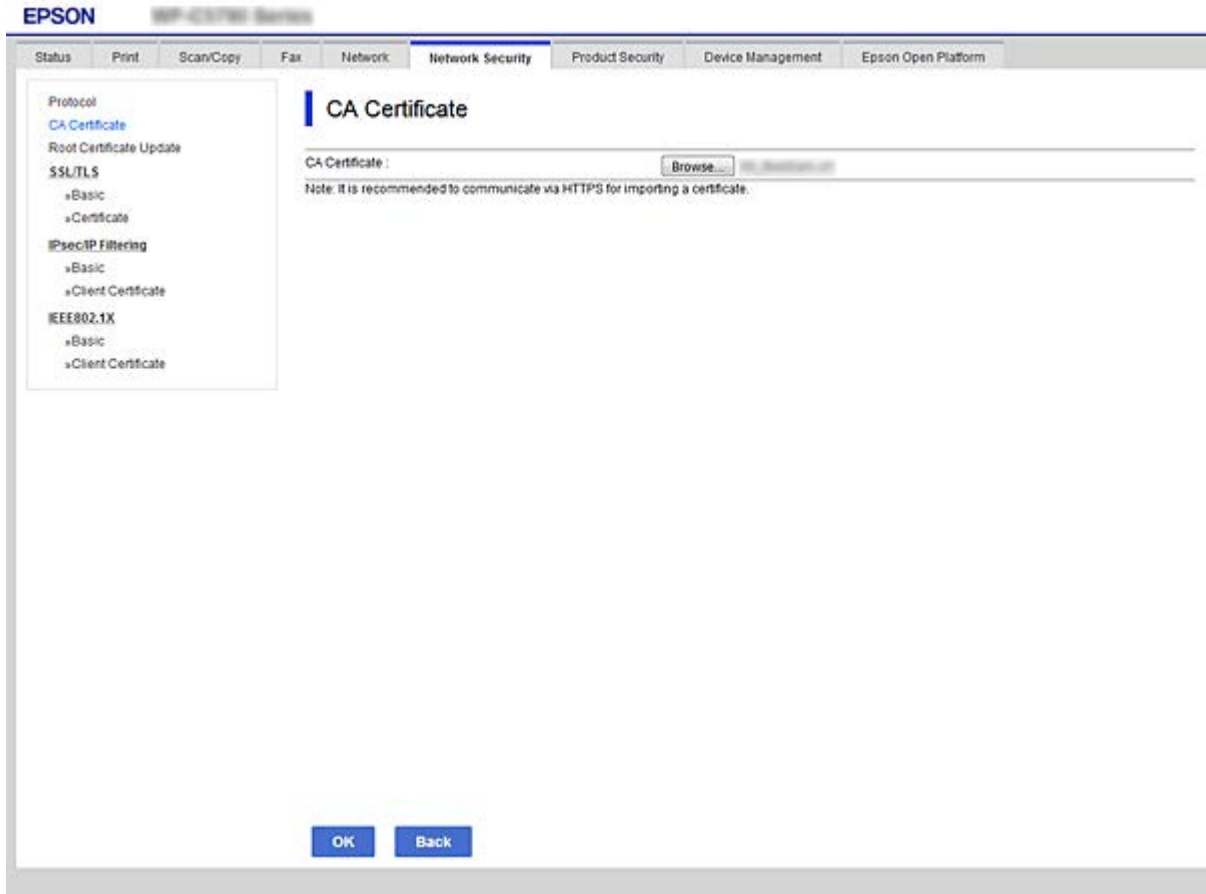 EPSON
Status Print Scan/Copy Fax Network Network Security Product Security Device Management Epson Open Platform
Protocol
CA Certificate
Root Certificate Update
SSL/TLS
»Basic
»Certificate
IPsec/IP Filtering
»Basic
»Client Certificate
IEEE802.1X
»Basic
»Client Certificate
CA Certificate
CA Certificate :
Browse...
Note: It is recommended to communicate via HTTPS for importing a certificate.
OK Back